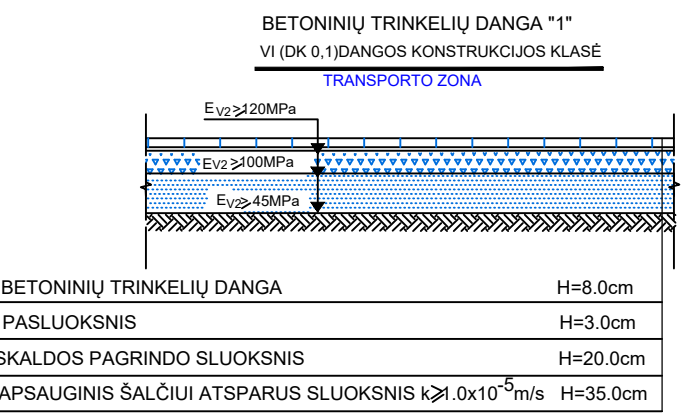 BETONINIŲ TRINKELIŲ DANGA "1"
VI (DK 0,1)DANGOS KONSTRUKCIJOS KLASĖ
TRANSPORTO ZONA
EV2⩾120MPa
EV2⩾100MPa
EV2⩾45MPa
BETONINIŲ TRINKELIŲ DANGA H=8.0cm
PASLUOKSNIS H=3.0cm
SKALDOS PAGRINDO SLUOKSNIS H=20.0cm
APSAUGINIS ŠALČIUI ATSPARUS SLUOKSNIS k⩾1.0x10⁻⁵m/s H=35.0cm